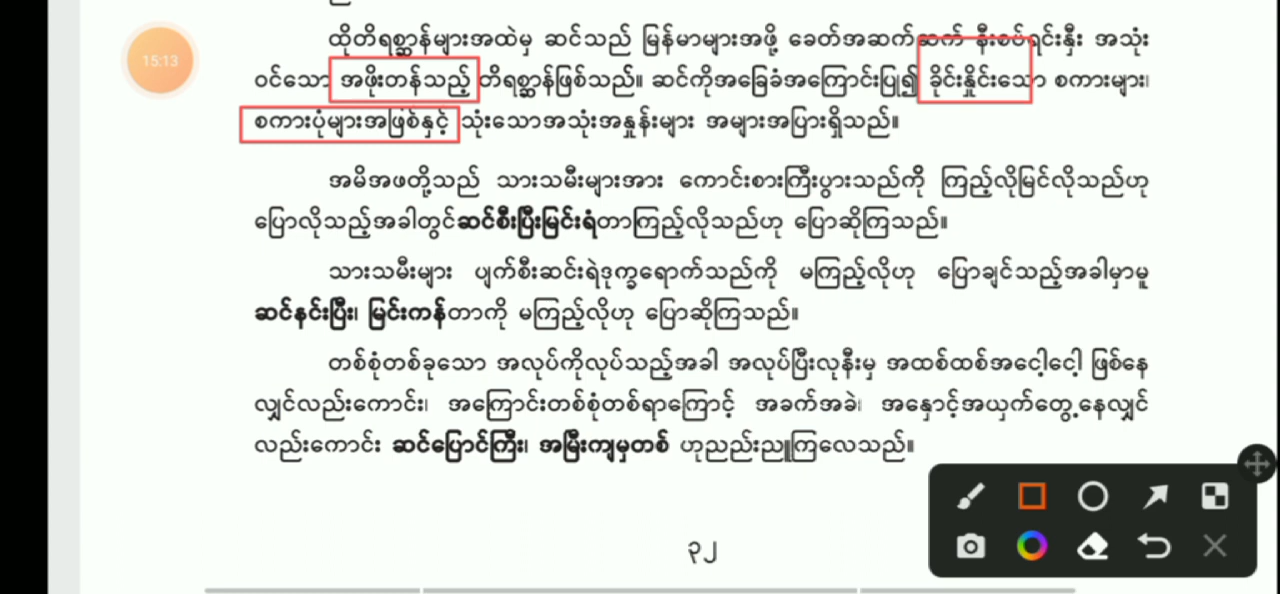 15:13
ထိုတိရစ္ဆာန်များအထဲမှ ဆင်သည် မြန်မာများအဖို့ ခေတ်အဆက်ဆက် နီးစပ်ရင်းနှီး အသုံး
ဝင်သော အဖိုးတန်သည့် တိရစ္ဆာန်ဖြစ်သည်။ ဆင်ကိုအခြေခံအကြောင်းပြု၍ ခိုင်းနှိုင်းသော စကားများ၊
စကားပုံများအဖြစ်နှင့် သုံးသောအသုံးအနှုန်းများ အများအပြားရှိသည်။
အမိအဖတို့သည် သားသမီးများအား ကောင်းစားကြီးပွားသည်ကို ကြည့်လိုမြင်လိုသည်ဟု
ပြောလိုသည့်အခါတွင်ဆင်စီးပြီးမြင်းရံတာကြည့်လိုသည်ဟု ပြောဆိုကြသည်။
သားသမီးများ ပျက်စီးဆင်းရဲဒုက္ခရောက်သည်ကို မကြည့်လိုဟု ပြောချင်သည့်အခါမှာမူ
ဆင်နင်းပြီး၊ မြင်းကန်တာကို မကြည့်လိုဟု ပြောဆိုကြသည်။
တစ်စုံတစ်ခုသော အလုပ်ကိုလုပ်သည့်အခါ အလုပ်ပြီးလုနီးမှ အထစ်ထစ်အငေါ့ငေါ့ ဖြစ်နေ
လျှင်လည်းကောင်း၊ အကြောင်းတစ်စုံတစ်ရာကြောင့် အခက်အခဲ၊ အနှောင့်အယှက်တွေ့နေလျှင်
လည်းကောင်း ဆင်ပြောင်ကြီး၊ အမြီးကျမှတစ် ဟုညည်းညူကြလေသည်။
၃၂